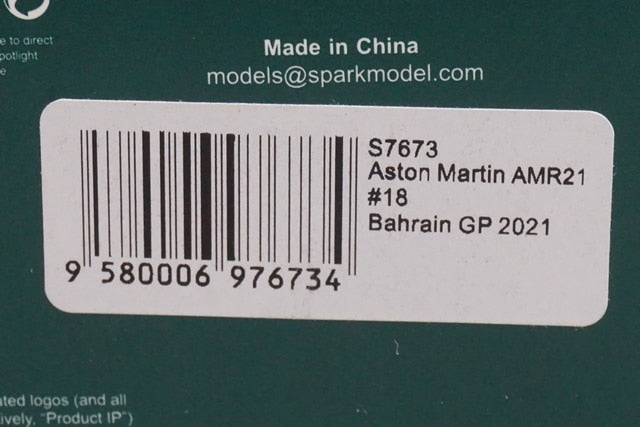 e to direct
potlight
e
Made in China
models@sparkmodel.com
S7673
Aston Martin AMR21
#18
Bahrain GP 2021
9 580006 976734
ated logos (and all
ively, "Product IP")